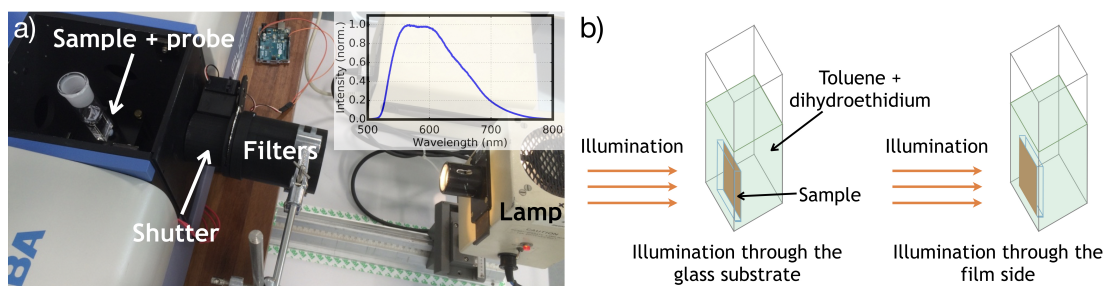 a)
Sample + probe
Filters
Shutter
Lamp
BA
Intensity (norm.)
1.0
0.8
0.6
0.4
0.2
0.0
500
600
700
800
Wavelength (nm)
b)
Toluene +
dihydroethidium
Illumination
Sample
Illumination through the
glass substrate
Illumination
Illumination through the
film side